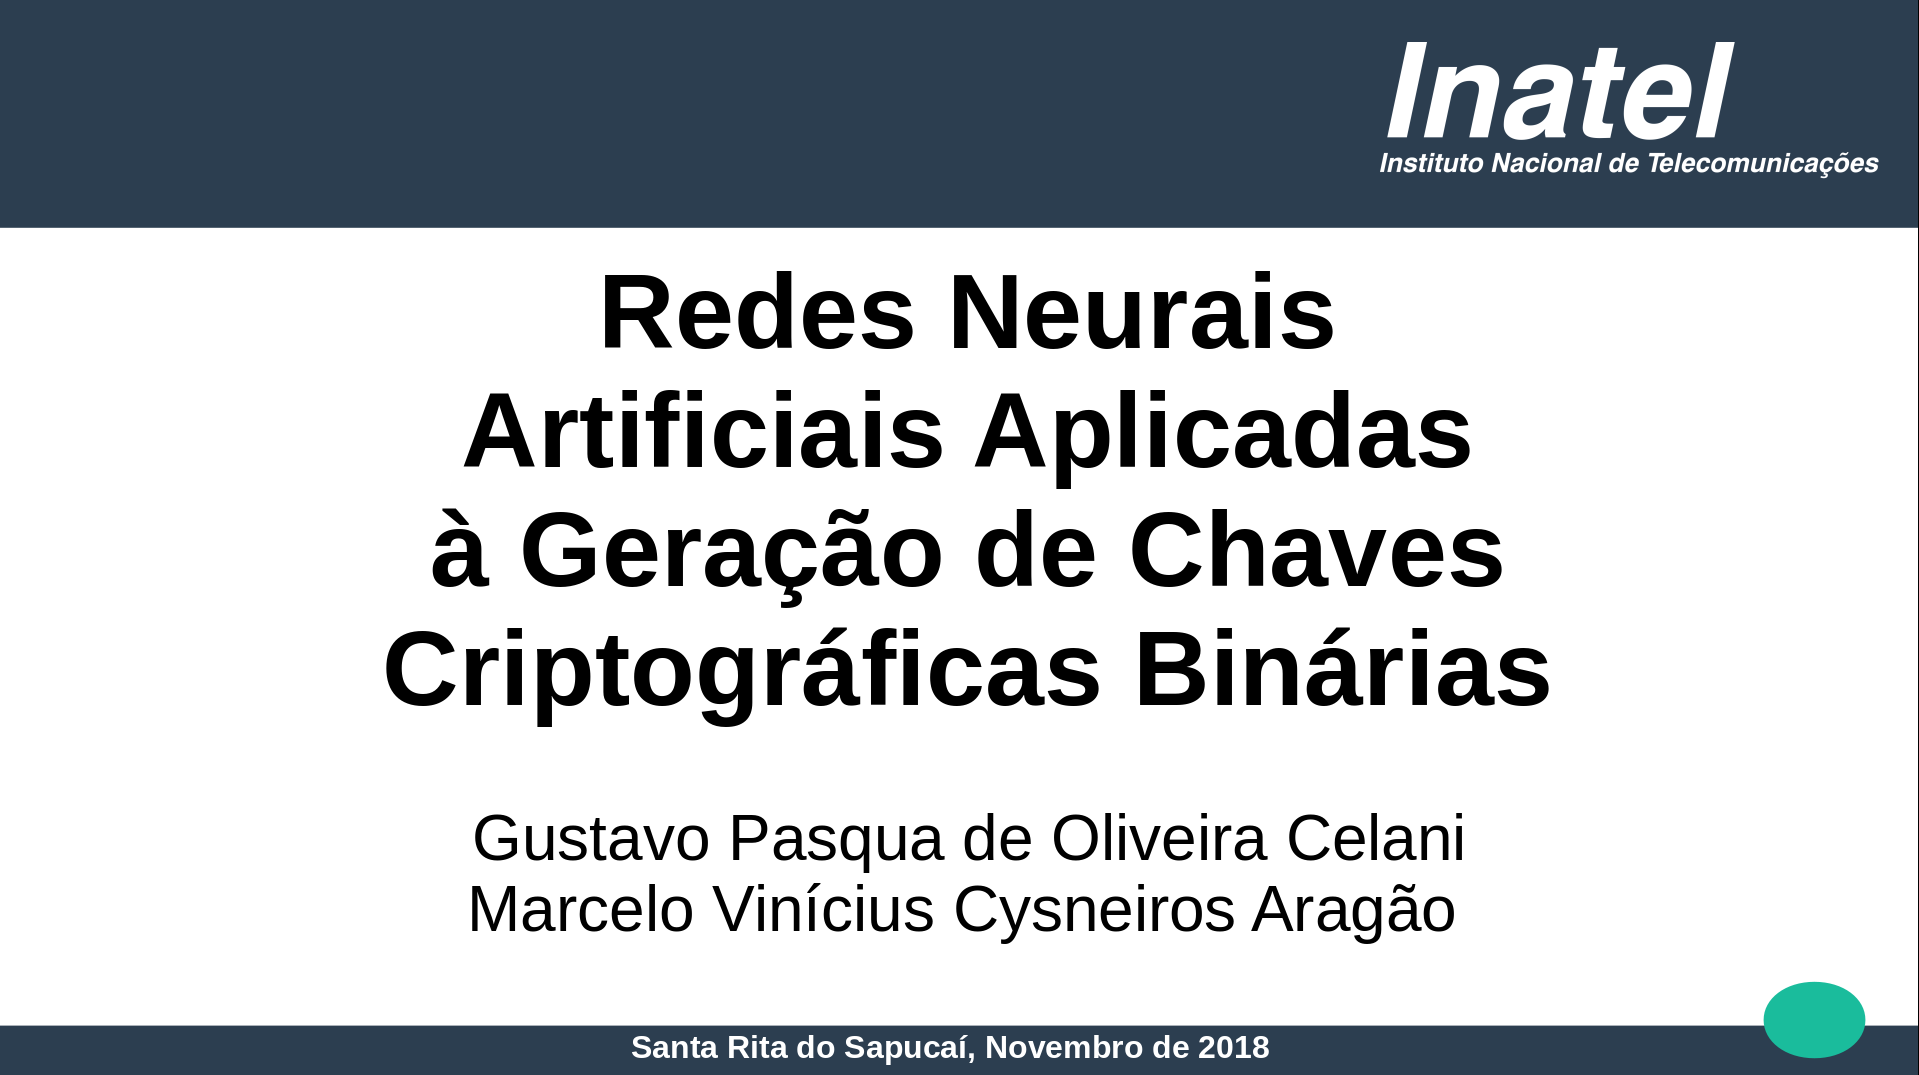 Inatel
Instituto Nacional de Telecomunicações
Redes Neurais
Artificiais Aplicadas
à Geração de Chaves
Criptográficas Binárias
Gustavo Pasqua de Oliveira Celani
Marcelo Vinícius Cysneiros Aragão
Santa Rita do Sapucaí, Novembro de 2018